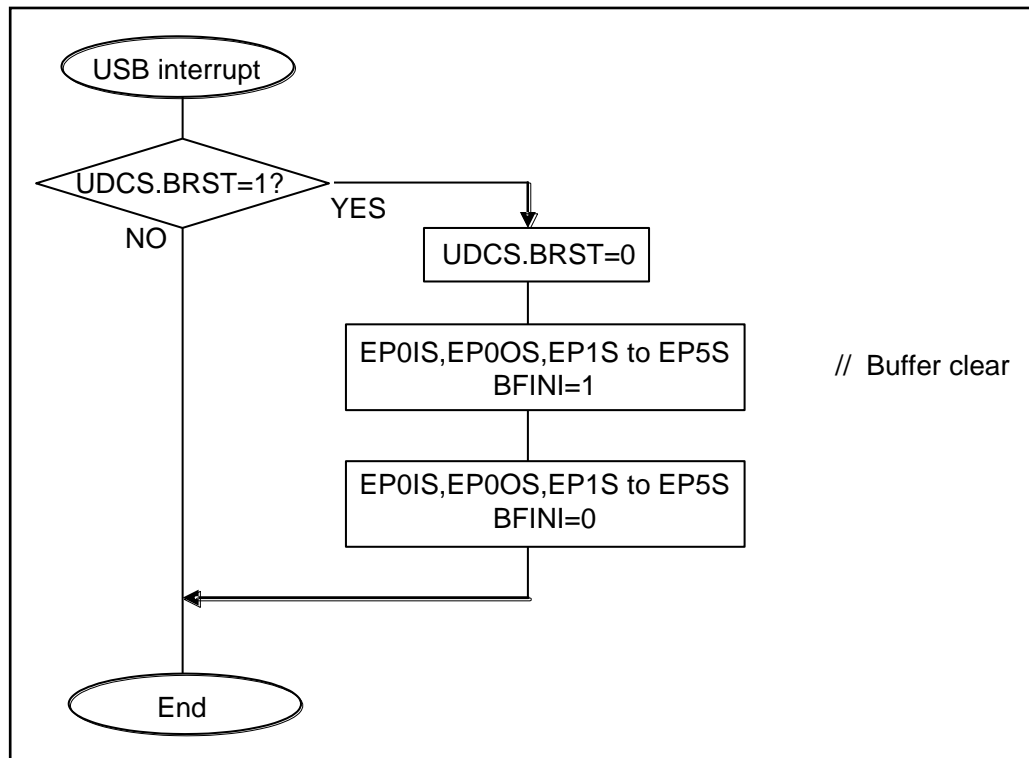 USB interrupt
UDCS.BRST=1?
YES
NO
UDCS.BRST=0
EP0IS,EP0OS,EP1S to EP5S
BFINI=1
// Buffer clear
EP0IS,EP0OS,EP1S to EP5S
BFINI=0
End